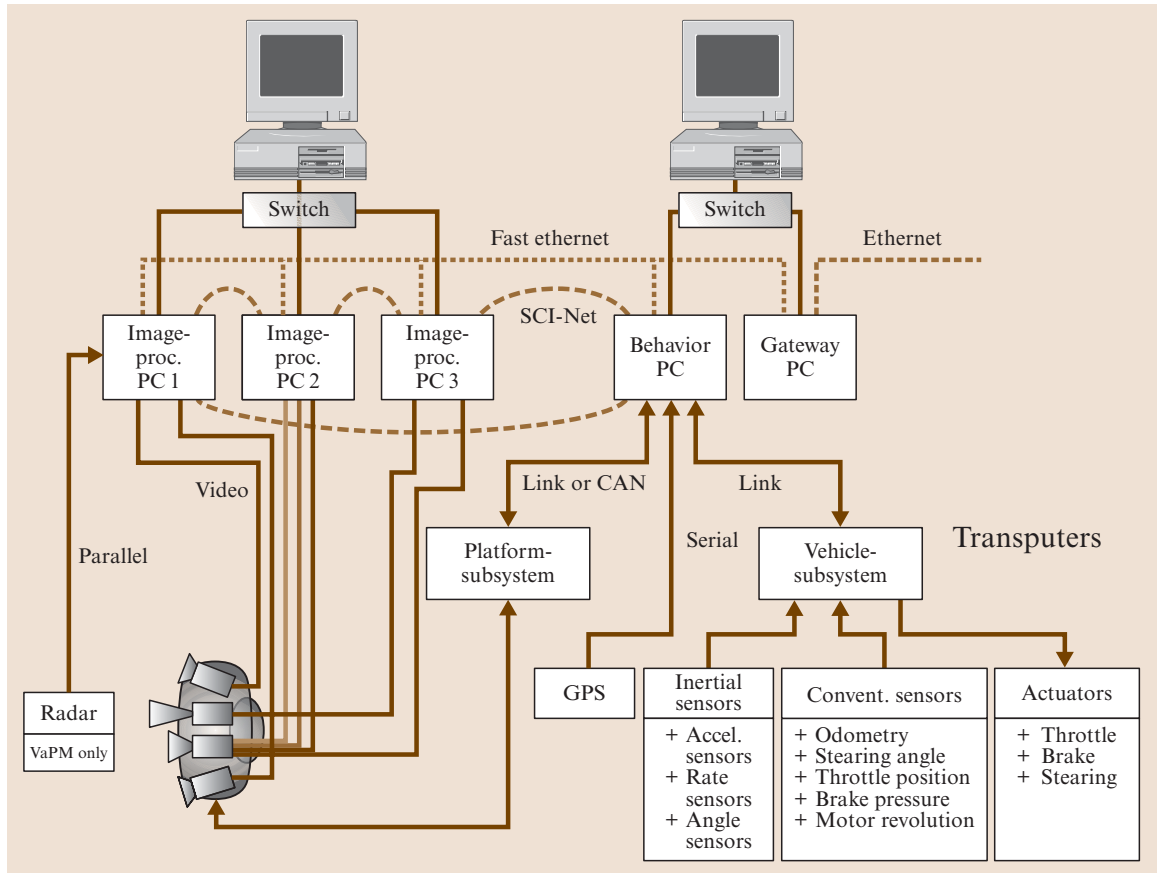 Switch
Switch
Fast ethernet
Ethernet
SCI-Net
Image-
proc.
PC 1
Image-
proc.
PC 2
Image-
proc.
PC 3
Behavior
PC
Gateway
PC
Video
Link or CAN
Link
Parallel
Platform-
subsystem
Serial
Vehicle-
subsystem
Transputers
Radar
VaPM only
GPS
Inertial
sensors
+ Accel.
sensors
+ Rate
sensors
+ Angle
sensors
Convent. sensors
+ Odometry
+ Stearing angle
+ Throttle position
+ Brake pressure
+ Motor revolution
Actuators
+ Throttle
+ Brake
+ Stearing